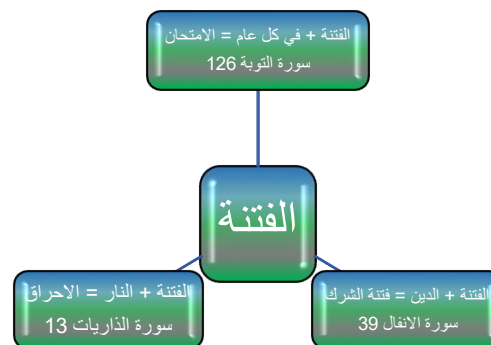 الفتنة + في كل عام = الامتحان
سورة التوبة 126
الفتنة
الفتنة + الدين = فتنة الشرك
سورة الانفال 39
الفتنة + النار = الاحراق
سورة الذاريات 13